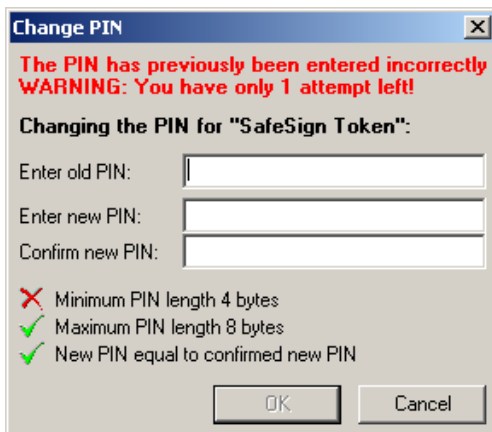 Change PIN
The PIN has previously been entered incorrectly
WARNING: You have only 1 attempt left!
Changing the PIN for "SafeSign Token":
Enter old PIN:
Enter new PIN:
Confirm new PIN:
Minimum PIN length 4 bytes
Maximum PIN length 8 bytes
New PIN equal to confirmed new PIN
OK
Cancel